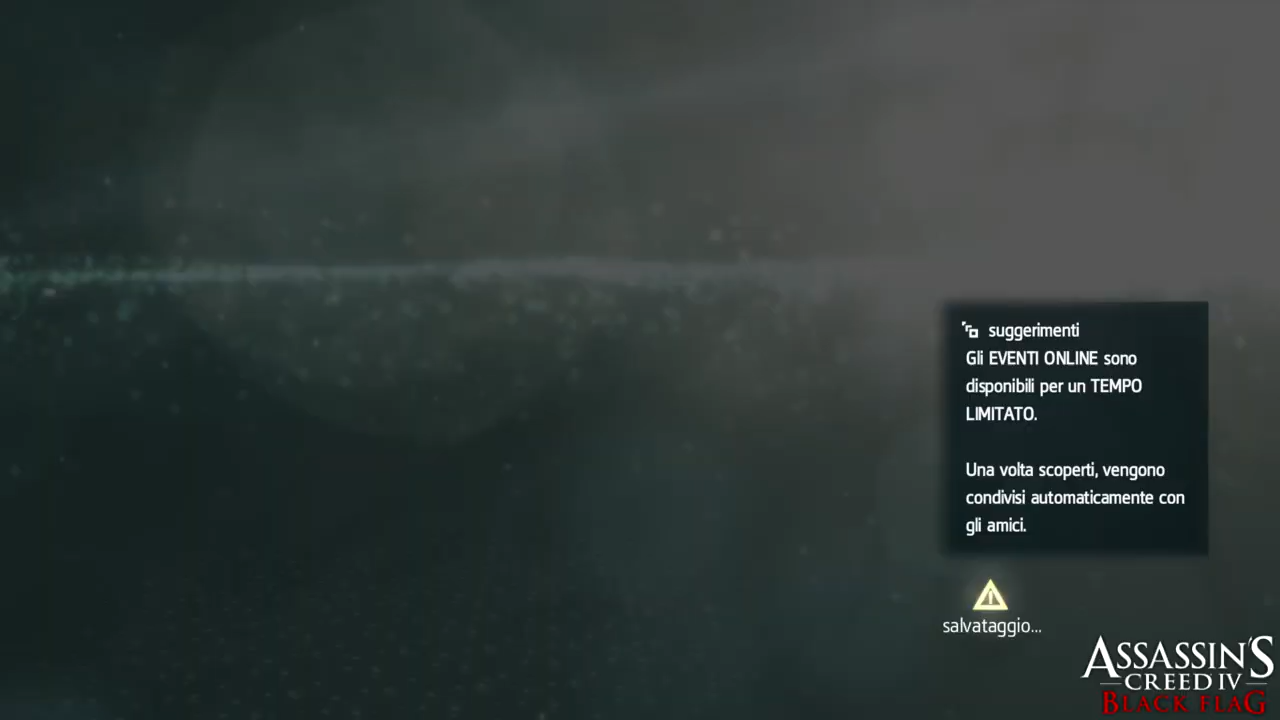 suggerimenti
Gli EVENTI ONLINE sono
disponibili per un TEMPO
LIMITATO.
Una volta scoperti, vengono
condivisi automaticamente con
gli amici.
salvataggio...
ASSASSIN'S
CREED IV
BLACK FLAG